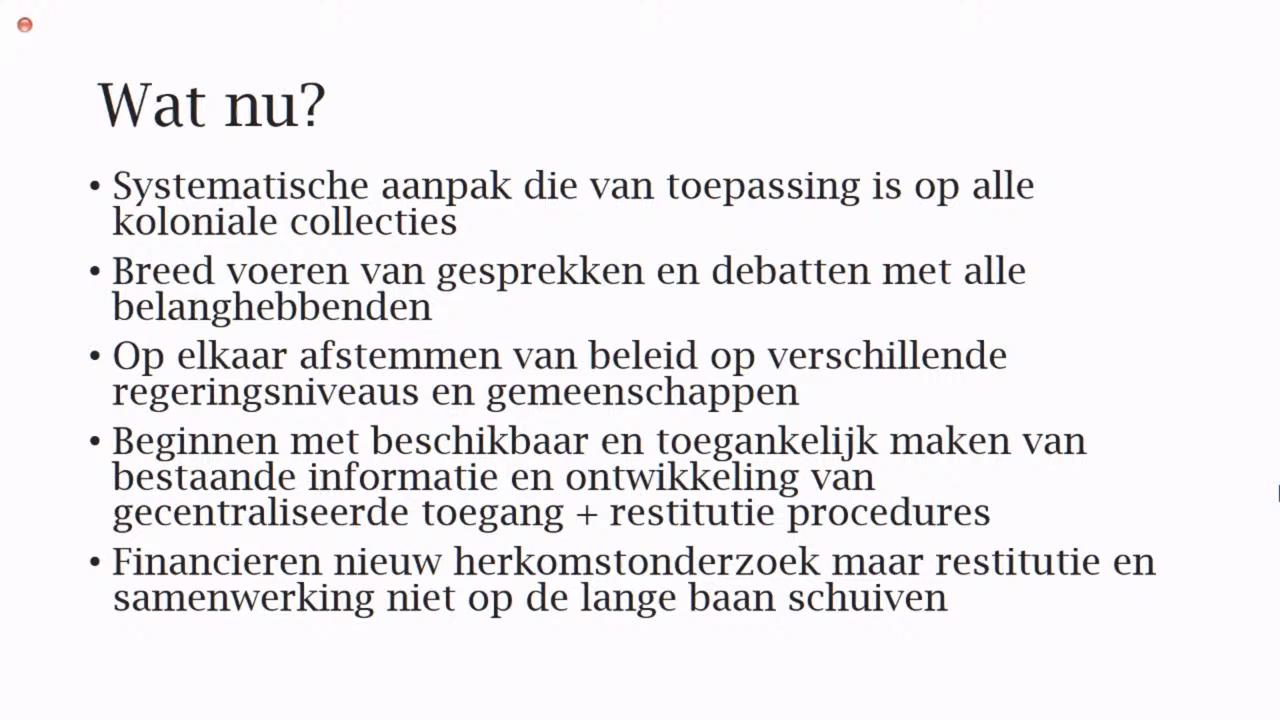 Wat nu?
• Systematische aanpak die van toepassing is op alle
koloniale collecties
• Breed voeren van gesprekken en debatten met alle
belanghebbenden
• Op elkaar afstemmen van beleid op verschillende
regeringsniveaus en gemeenschappen
• Beginnen met beschikbaar en toegankelijk maken van
bestaande informatie en ontwikkeling van
gecentraliseerde toegang + restitutie procedures
• Financieren nieuw herkomstonderzoek maar restitutie en
samenwerking niet op de lange baan schuiven